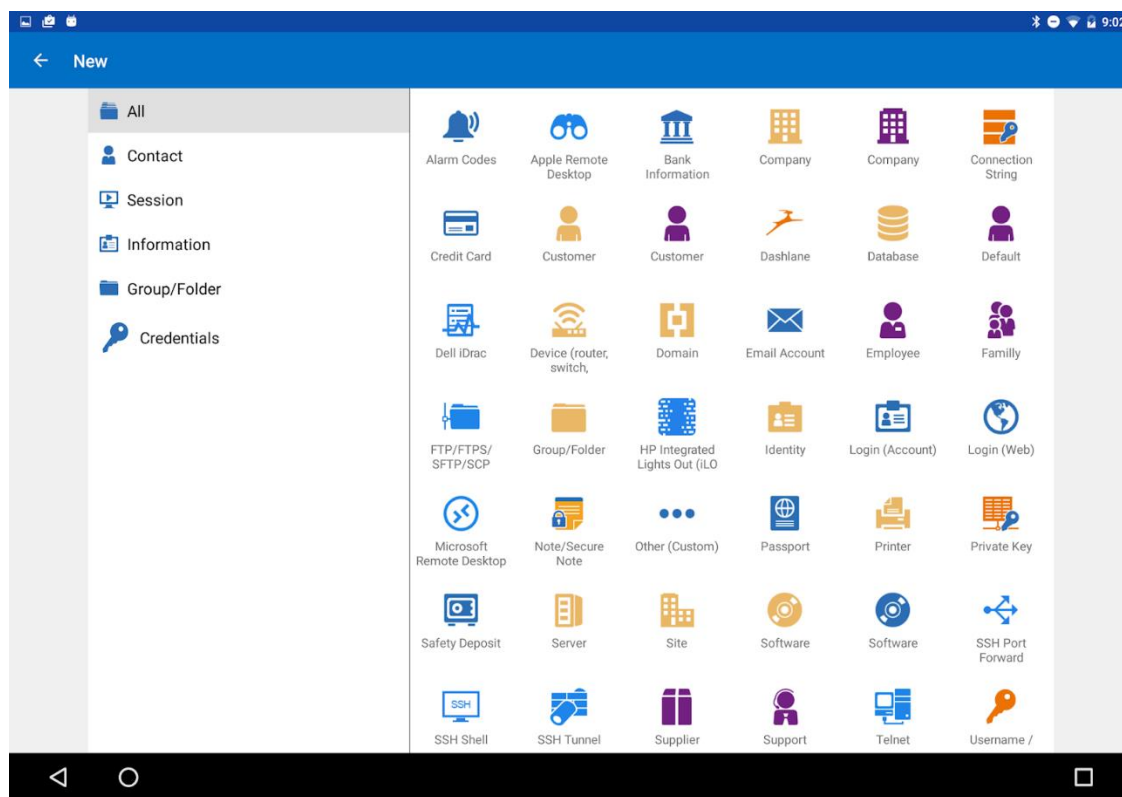 9:02
New
All
Contact
Session
Information
Group/Folder
Credentials
Alarm Codes
Apple Remote
Desktop
Bank
Information
Company
Company
Connection
String
Credit Card
Customer
Customer
Dashlane
Database
Default
Dell iDrac
Device (router,
switch,
Domain
Email Account
Employee
Familly
FTP/FTPS/
SFTP/SCP
Group/Folder
HP Integrated
Lights Out (iLO
Identity
Login (Account)
Login (Web)
Microsoft
Remote Desktop
Note/Secure
Note
Other (Custom)
Passport
Printer
Private Key
Safety Deposit
Server
Site
Software
Software
SSH Port
Forward
SSH
SSH Shell
SSH Tunnel
Supplier
Support
Telnet
Username /